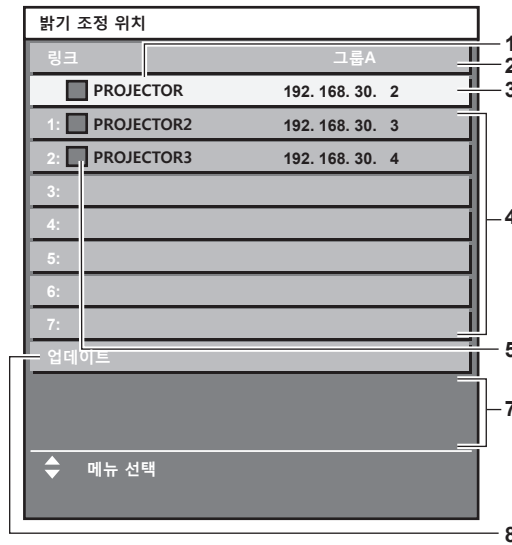 밝기 조정 위치
링크 그룹A 1
2
PROJECTOR 192. 168. 30. 2 3
1: PROJECTOR2 192. 168. 30. 3
2: PROJECTOR3 192. 168. 30. 4
3:
4: 4
5:
6:
7:
업데이트 5
7
메뉴 선택
8